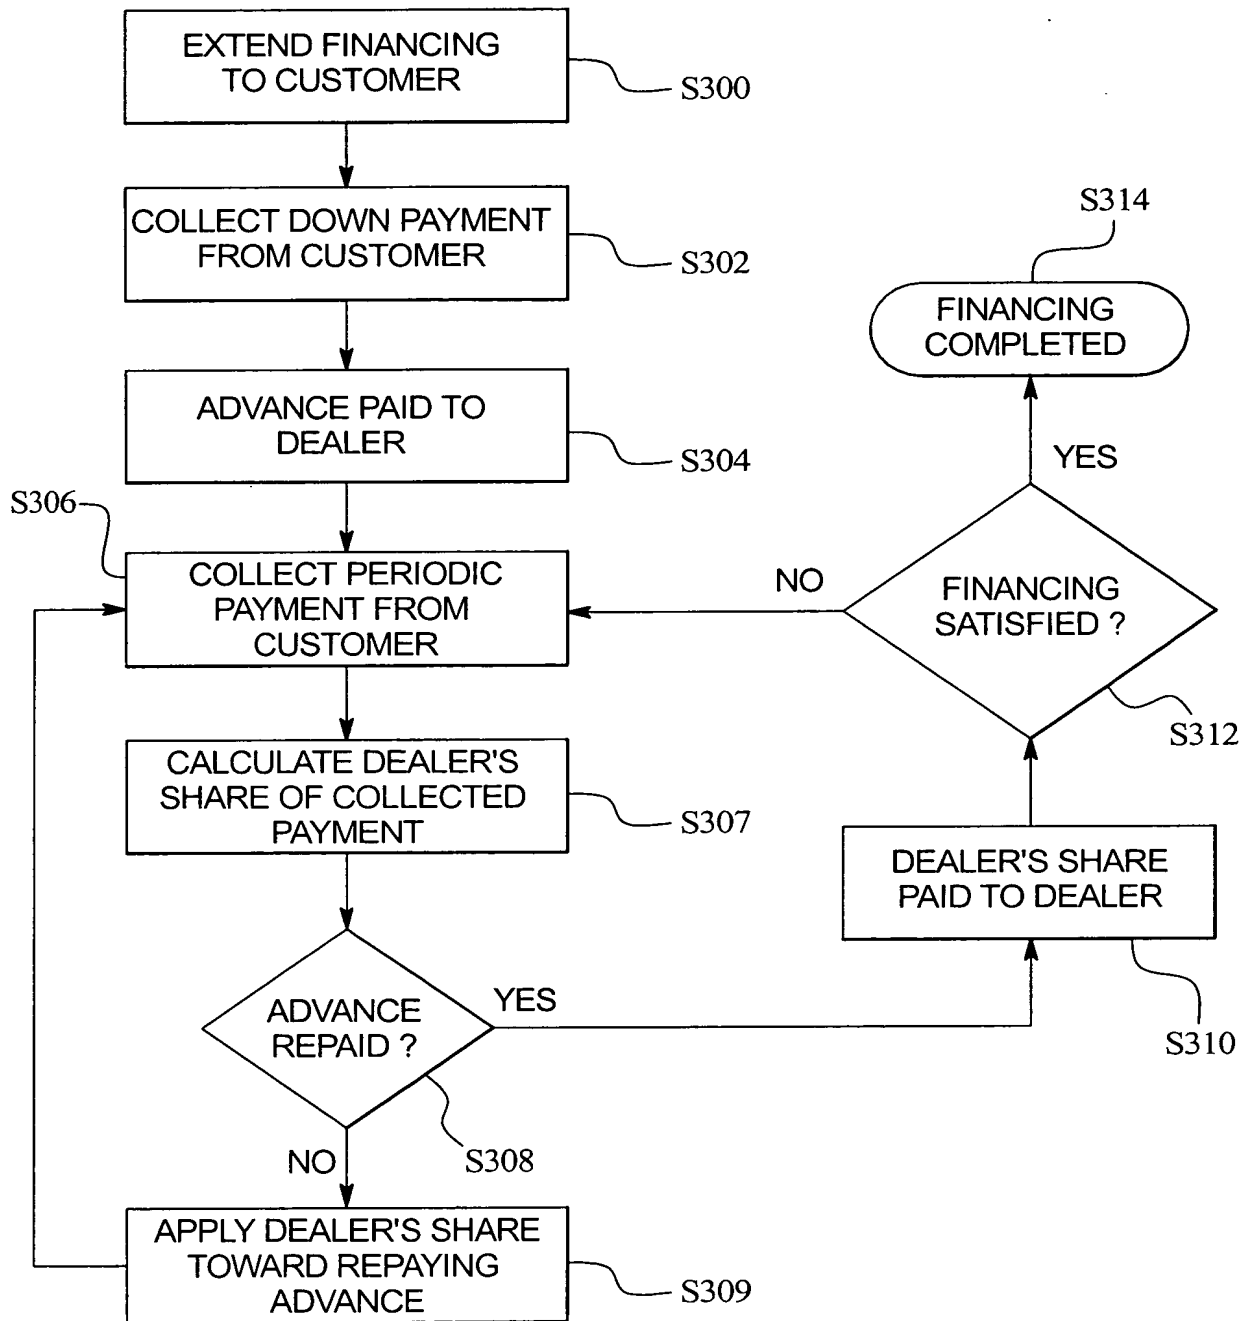 EXTEND FINANCING
TO CUSTOMER
S300
COLLECT DOWN PAYMENT
FROM CUSTOMER
S302
ADVANCE PAID TO
DEALER
S304
S306
COLLECT PERIODIC
PAYMENT FROM
CUSTOMER
CALCULATE DEALER'S
SHARE OF COLLECTED
PAYMENT
S307
ADVANCE
REPAID ?
S308
YES
NO
APPLY DEALER'S SHARE
TOWARD REPAYING
ADVANCE
S309
DEALER'S SHARE
PAID TO DEALER
S310
FINANCING
SATISFIED ?
S312
NO
YES
FINANCING
COMPLETED
S314